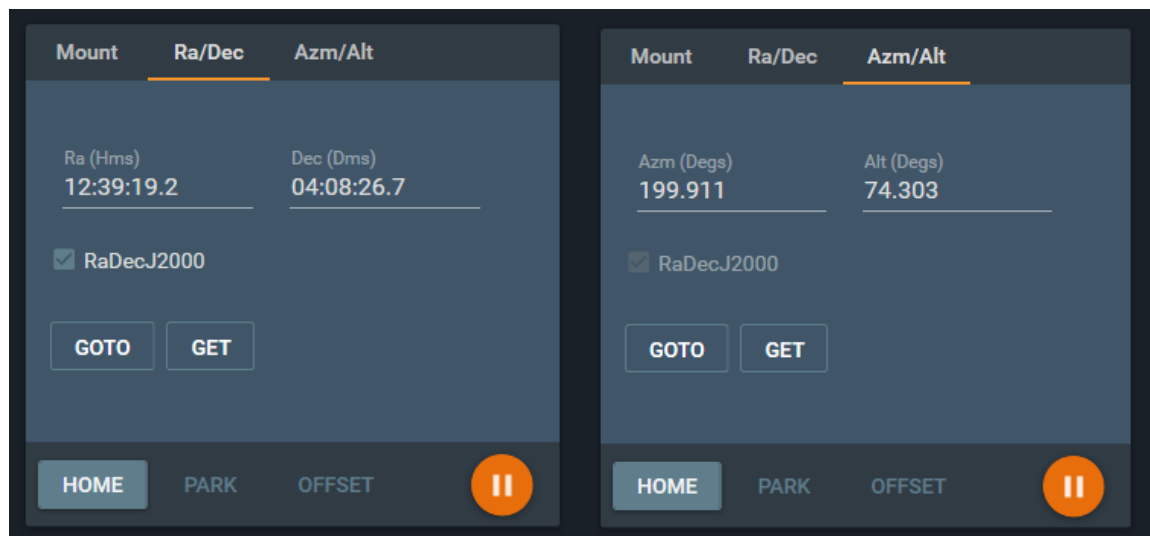 Mount Ra/Dec Azm/Alt
Ra (Hms) Dec (Dms)
12:39:19.2 04:08:26.7
RaDecJ2000
GOTO GET
HOME PARK OFFSET
Mount Ra/Dec Azm/Alt
Azm (Degs) Alt (Degs)
199.911 74.303
RaDecJ2000
GOTO GET
HOME PARK OFFSET